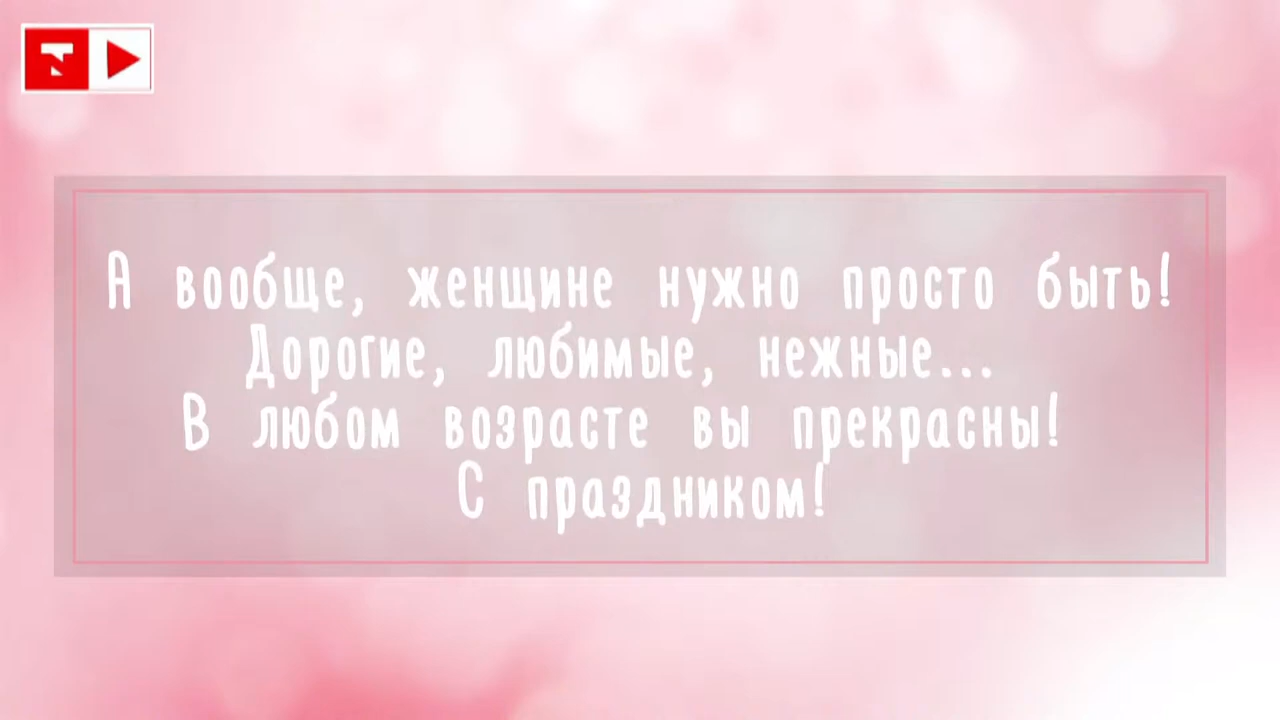 А вообще, женщине нужно просто быть!
Дорогие, любимые, нежные...
В любом возрасте вы прекрасны!
С праздником!